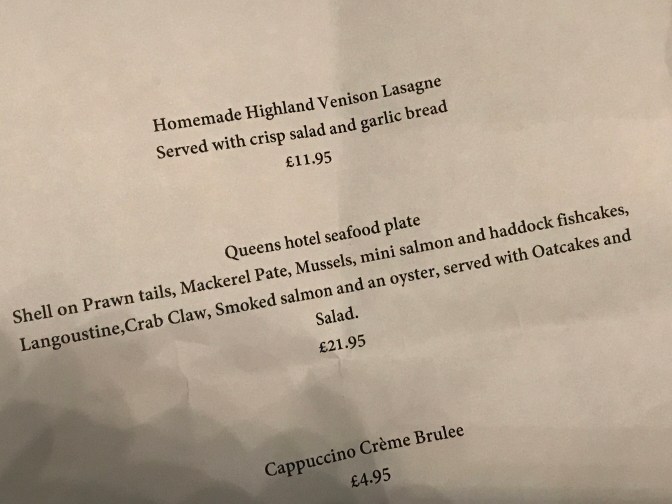 Homemade Highland Venison Lasagne
Served with crisp salad and garlic bread
£11.95
Queens hotel seafood plate
Shell on Prawn tails, Mackerel Pate, Mussels, mini salmon and haddock fishcakes,
Langoustine,Crab Claw, Smoked salmon and an oyster, served with Oatcakes and
Salad.
£21.95
Cappuccino Crème Brulee
£4.95